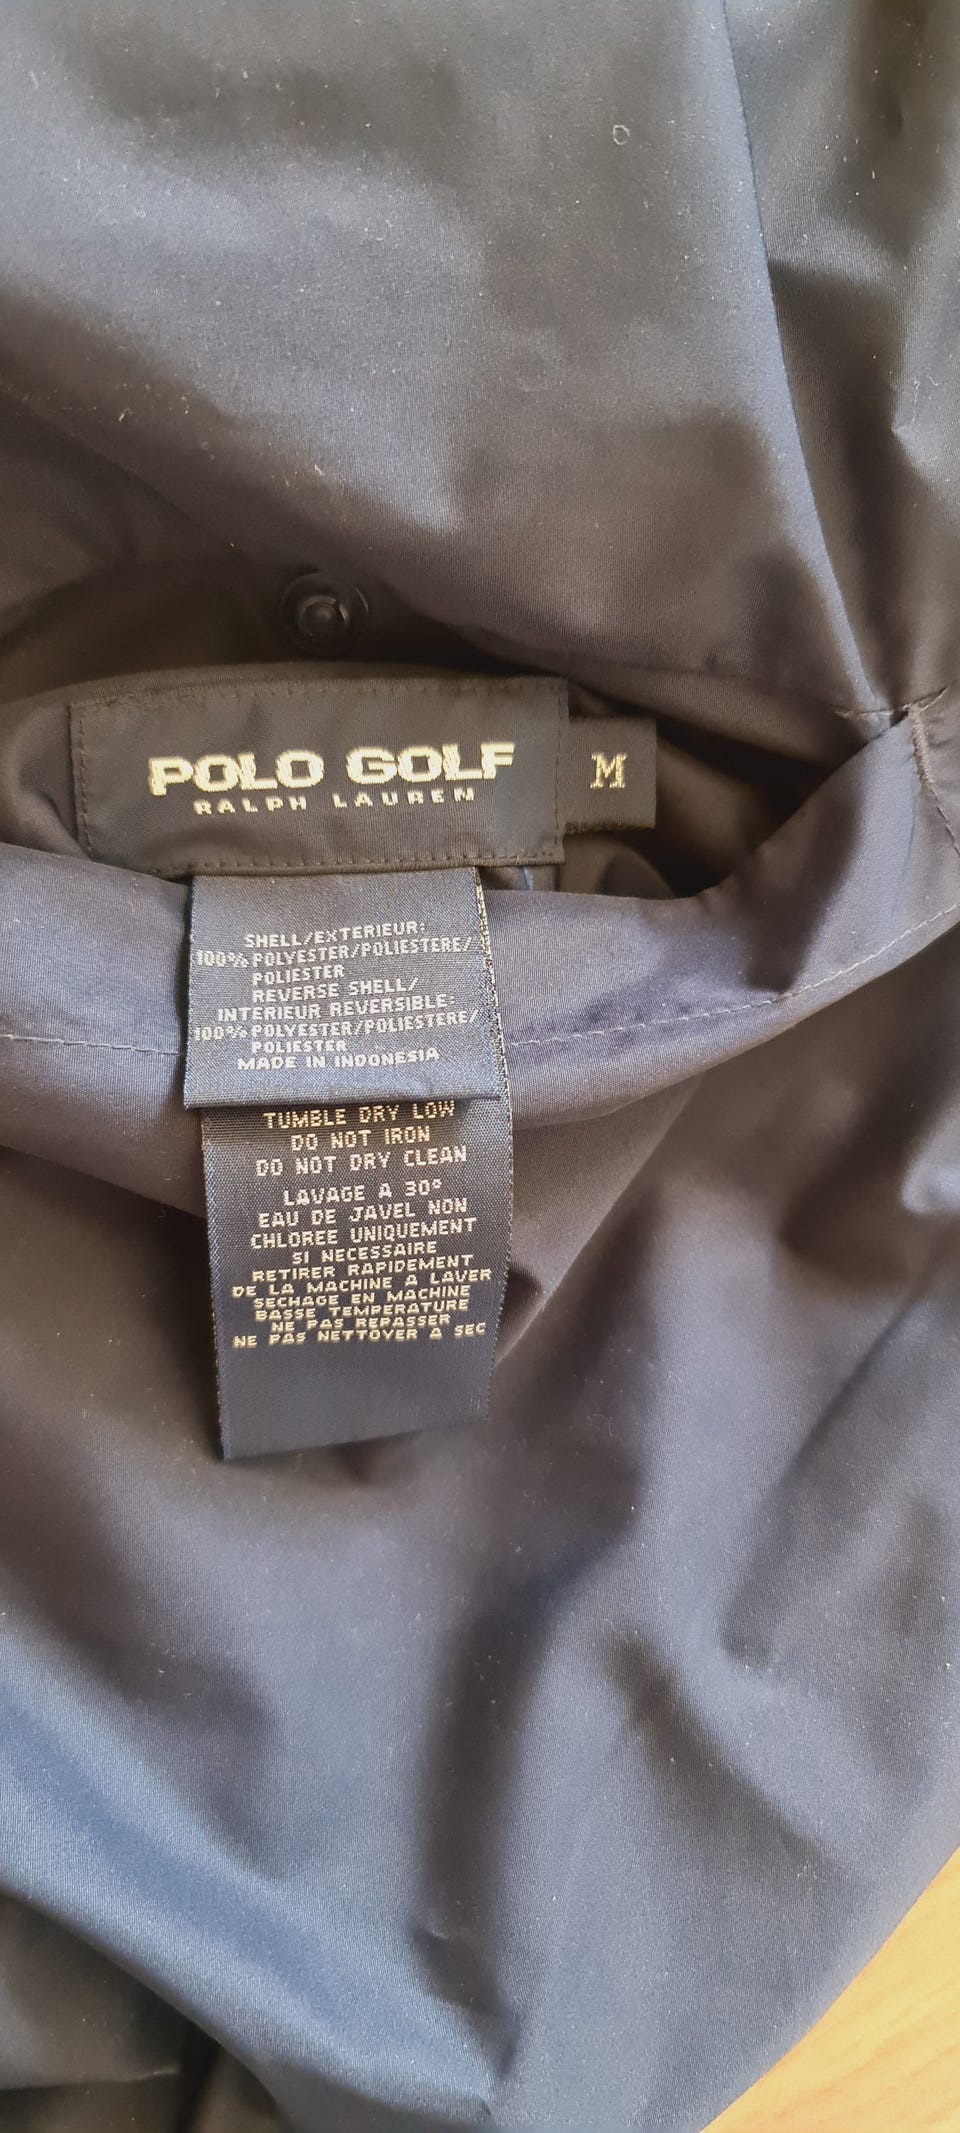 POLO GOLF
RALPH LAUREN
M
SHELL/EXTERIEUR:
100% POLYESTER/POLIESTERE/
POLIESTER
REVERSE SHELL/
INTERIEUR REVERSIBLE:
100% POLYESTER/POLIESTERE/
POLIESTER
MADE IN INDONESIA
TUMBLE DRY LOW
DO NOT IRON
DO NOT DRY CLEAN
LAVAGE A 30°
EAU DE JAVEL NON
CHLOREE UNIQUEMENT
SI NECESSAIRE
RETIRER RAPIDEMENT
DE LA MACHINE A LAVER
SECHAGE EN MACHINE
BASSE TEMPERATURE
NE PAS REPASSER
NE PAS NETTOYER A SEC